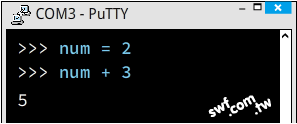 COM3 - PuTTY
>>> num = 2
>>> num + 3
5
swf.com.tw